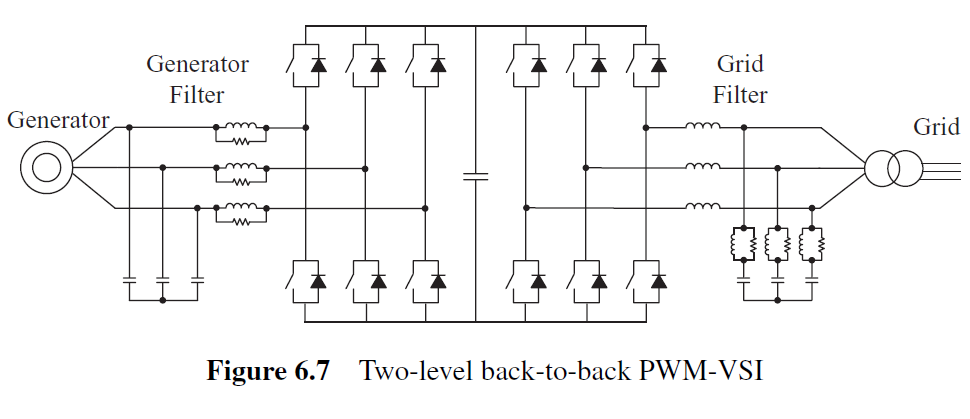 Generator
Filter
Generator
Grid
Filter
Grid
Figure 6.7 Two-level back-to-back PWM-VSI